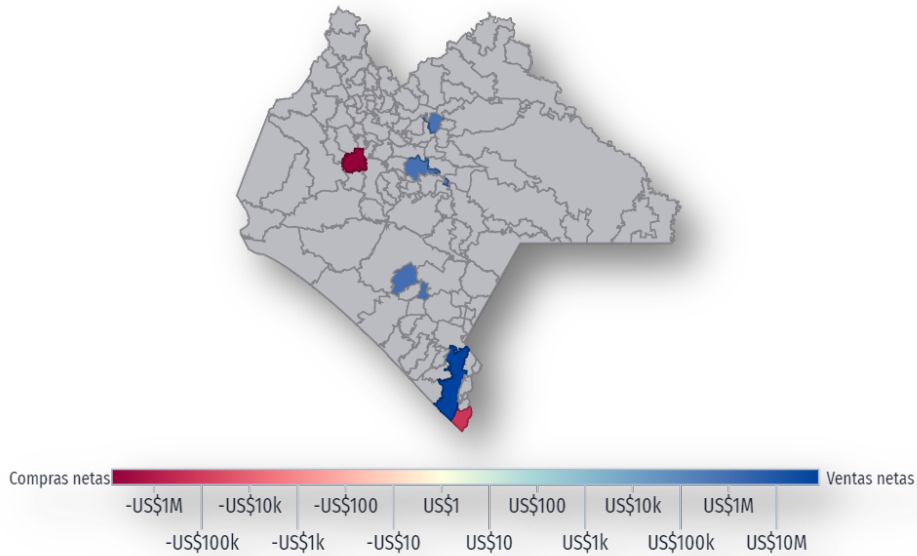 Compras netas
Ventas netas
-US$1M -US$10k -US$100 US$1 US$100 US$10k US$1M
-US$100k -US$1k -US$10 US$10 US$1k US$100k US$10M